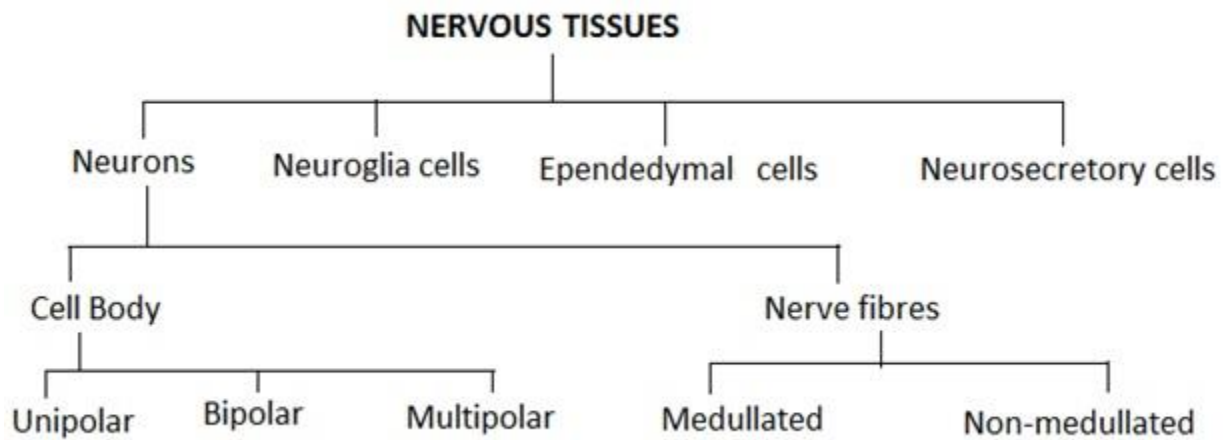 NERVOUS TISSUES
Neurons
Neuroglia cells
Ependedymal cells
Neurosecretory cells
Cell Body
Nerve fibres
Unipolar
Bipolar
Multipolar
Medullated
Non-medullated